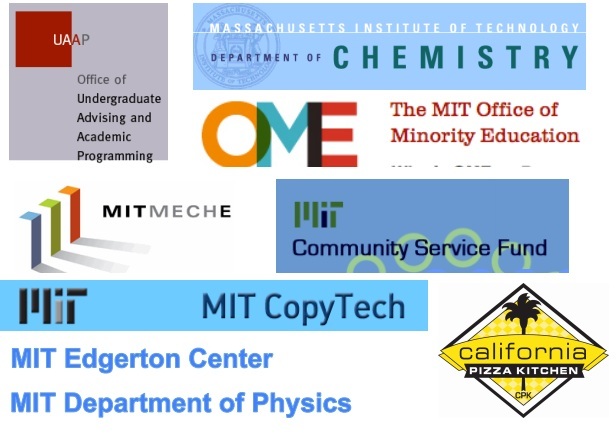 UAAP
Office of
Undergraduate
Advising and
Academic
Programming
MASSACHUSETTS INSTITUTE OF TECHNOLOGY
DEPARTMENT OF CHEMISTRY
OME
The MIT Office of
Minority Education
MITMECHE
MIT
Community Service Fund
MIT
MIT CopyTech
MIT Edgerton Center
MIT Department of Physics
california
PIZZA KITCHEN
CPK